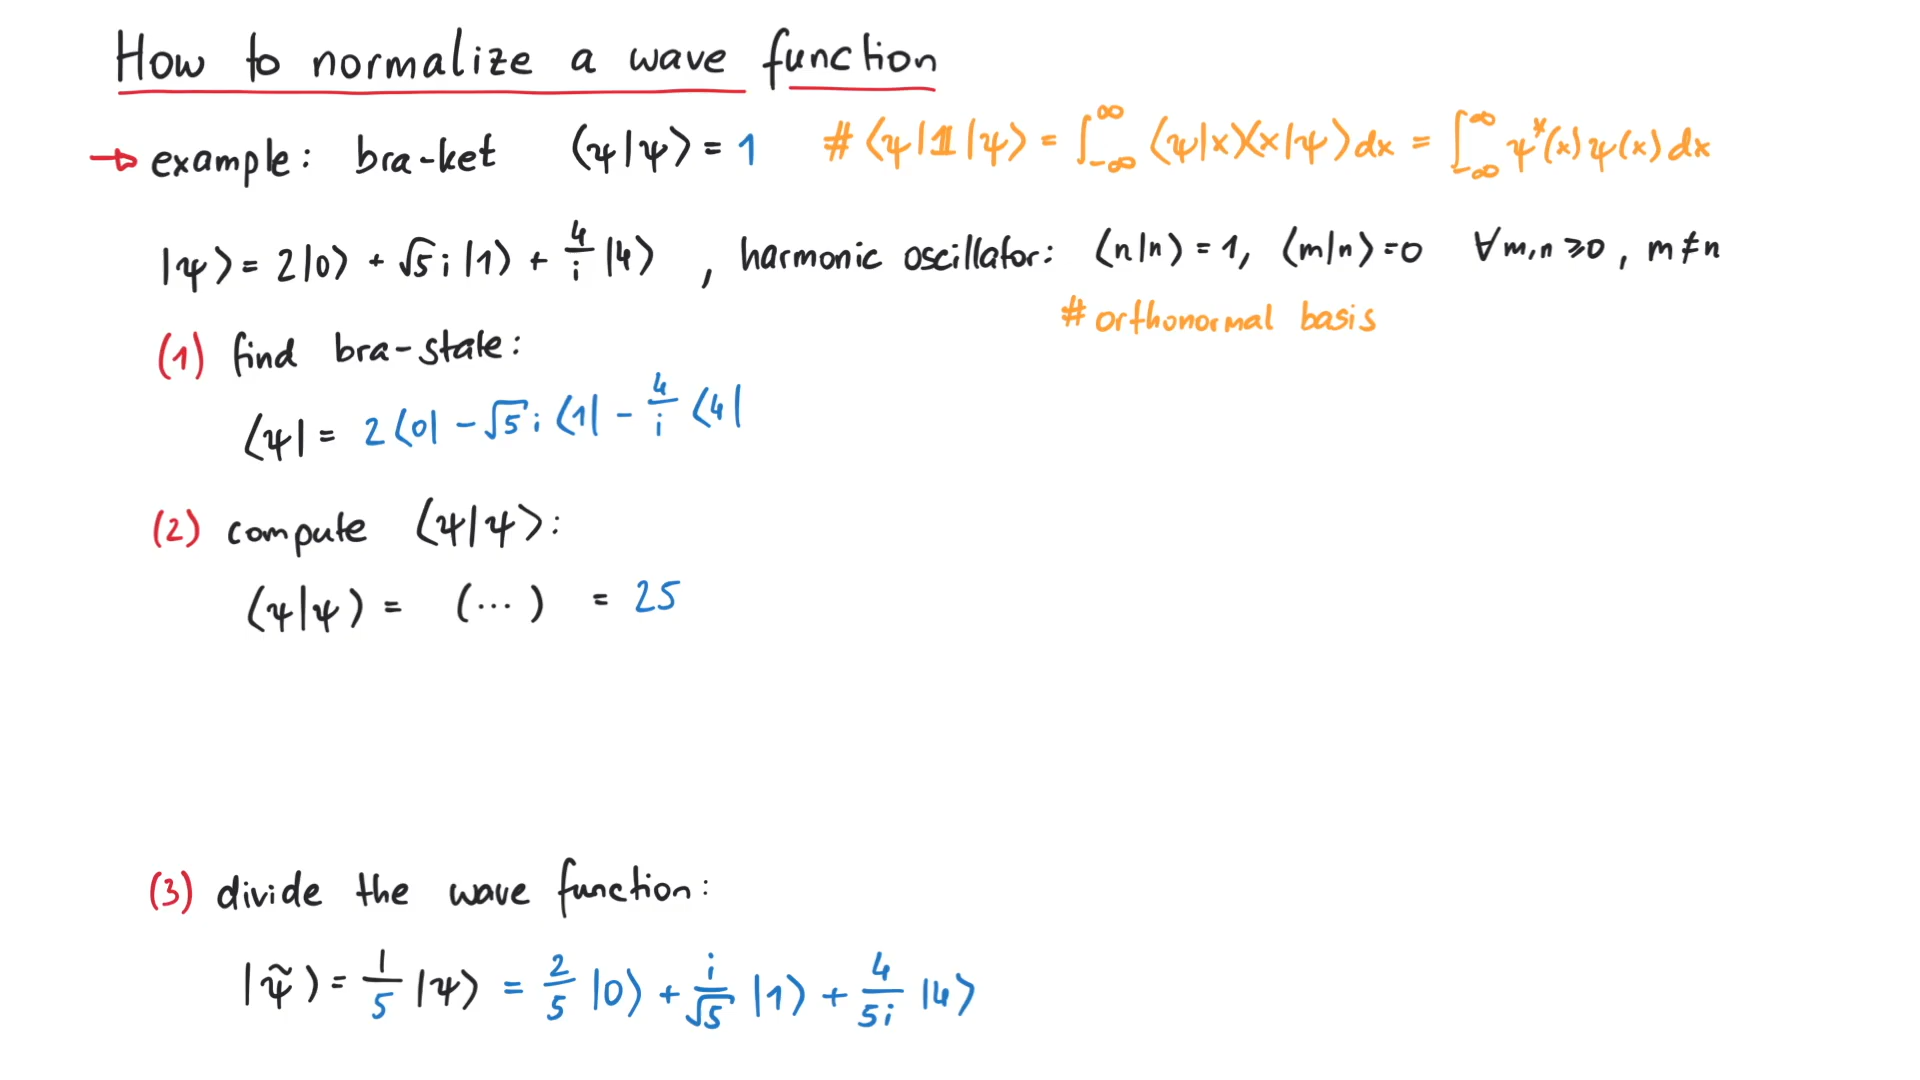 How to normalize a wave function
→ example: bra-ket ⟨ψ|ψ⟩ = 1 # ⟨ψ|𝟙|ψ⟩ = ∫_{-∞}^{∞} ⟨ψ|x⟩⟨x|ψ⟩ dx = ∫_{-∞}^{∞} ψ*(x) ψ(x) dx
|ψ⟩ = 2|0⟩ + √5 i |1⟩ + 4/i |4⟩ , harmonic oscillator: ⟨n|n⟩ = 1, ⟨m|n⟩ = 0 ∀ m,n ≥ 0 , m ≠ n
# orthonormal basis
(1) find bra-state:
⟨ψ| = 2⟨0| - √5 i ⟨1| - 4/i ⟨4|
(2) compute ⟨ψ|ψ⟩:
⟨ψ|ψ⟩ = (...) = 25
(3) divide the wave function:
|ψ̃⟩ = 1/5 |ψ⟩ = 2/5 |0⟩ + i/√5 |1⟩ + 4/5i |4⟩